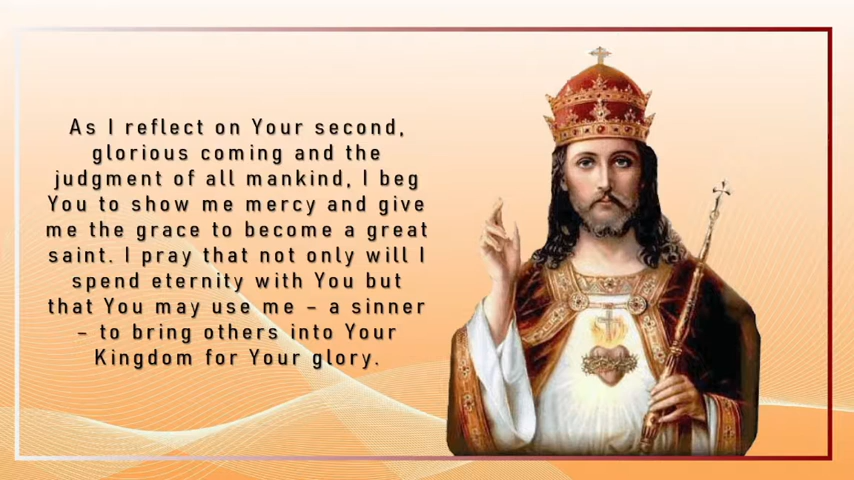 As I reflect on Your second,
glorious coming and the
judgment of all mankind, I beg
You to show me mercy and give
me the grace to become a great
saint. I pray that not only will I
spend eternity with You but
that You may use me – a sinner
– to bring others into Your
Kingdom for Your glory.